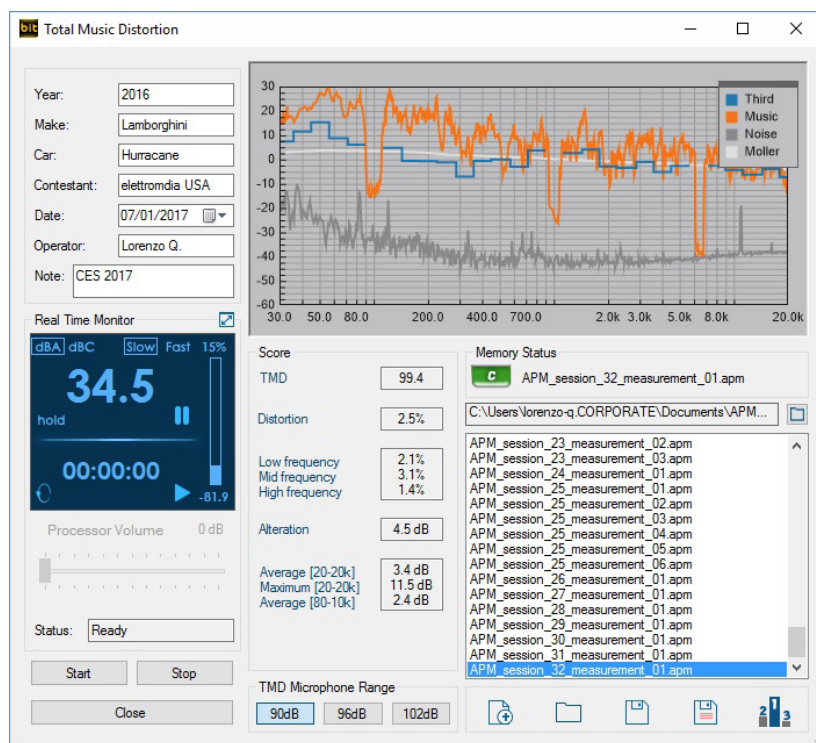 bit Total Music Distortion
Year: 2016
Make: Lamborghini
Car: Hurracane
Contestant: elettromdia USA
Date: 07/01/2017
Operator: Lorenzo Q.
Note: CES 2017
30
20
10
0
-10
-20
-30
-40
-50
-60
30.0 50.0 80.0 200.0 400.0 700.0 2.0k 3.0k 5.0k 8.0k 20.0k
Third
Music
Noise
Moller
Real Time Monitor
dBA dBC Slow Fast 15%
34.5
hold
00:00:00
-81.9
Processor Volume 0 dB
Status: Ready
Start Stop
Close
Score
TMD 99.4
Distortion 2.5%
Low frequency 2.1%
Mid frequency 3.1%
High frequency 1.4%
Alteration 4.5 dB
Average [20-20k] 3.4 dB
Maximum [20-20k] 11.5 dB
Average [80-10k] 2.4 dB
TMD Microphone Range
90dB 96dB 102dB
Memory Status
C APM_session_32_measurement_01.apm
C:\Users\lorenzo-q.CORPORATE\Documents\APM...
APM_session_23_measurement_02.apm
APM_session_23_measurement_03.apm
APM_session_24_measurement_01.apm
APM_session_25_measurement_01.apm
APM_session_25_measurement_02.apm
APM_session_25_measurement_03.apm
APM_session_25_measurement_04.apm
APM_session_25_measurement_05.apm
APM_session_25_measurement_06.apm
APM_session_26_measurement_01.apm
APM_session_27_measurement_01.apm
APM_session_28_measurement_01.apm
APM_session_29_measurement_01.apm
APM_session_30_measurement_01.apm
APM_session_31_measurement_01.apm
APM_session_32_measurement_01.apm
2 1 3